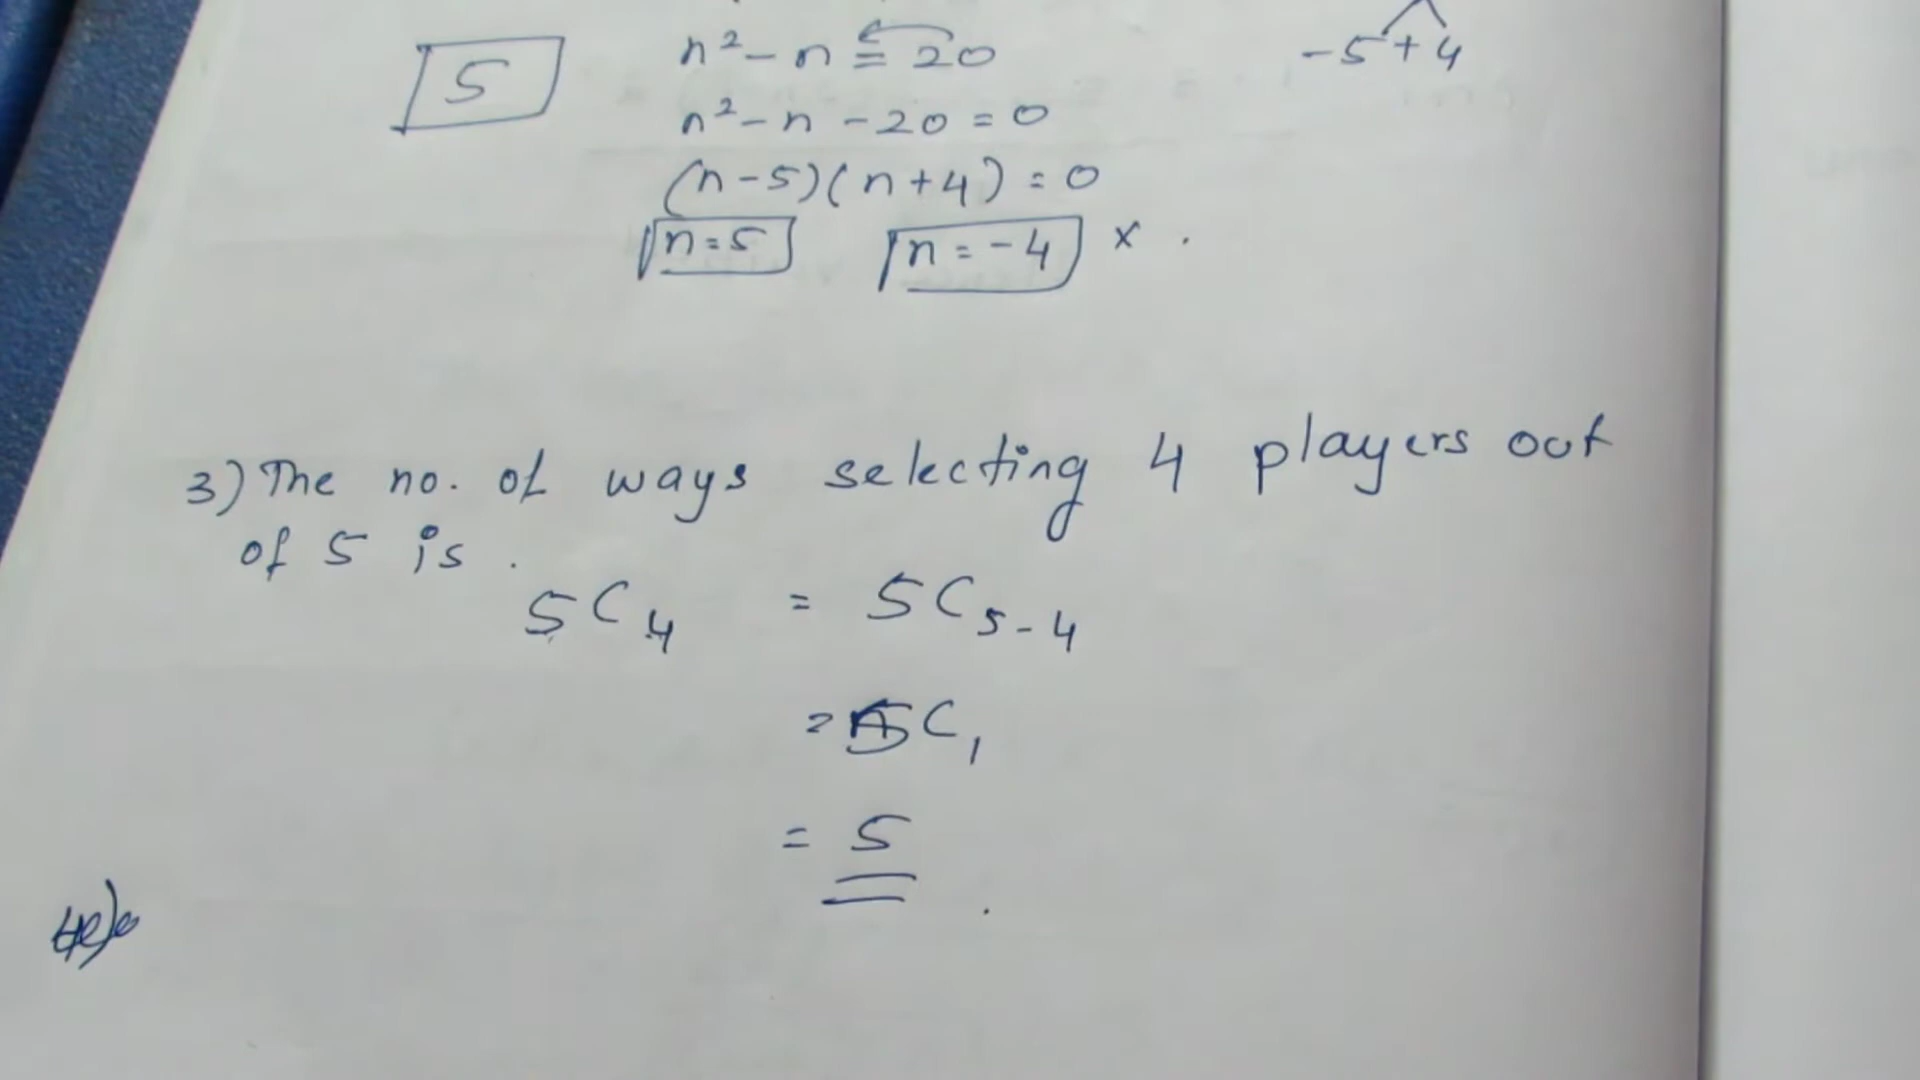 5
n² - n = 20
-5 + 4
n² - n - 20 = 0
(n-5)(n+4) = 0
n = 5 n = -4 x .
3) The no. of ways selecting 4 players out
of 5 is .
5C₄ = 5C₅₋₄
= 5C₁
= 5